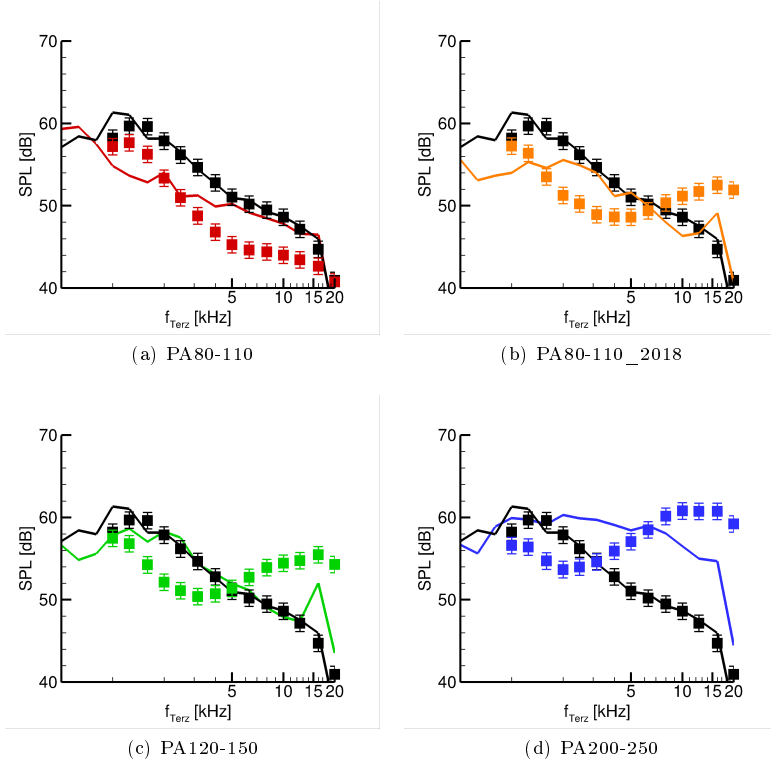 70
60
50
40
SPL [dB]
5 10 15 20
f_Terz [kHz]
(a) PA80-110
70
60
50
40
SPL [dB]
5 10 15 20
f_Terz [kHz]
(b) PA80-110_2018
70
60
50
40
SPL [dB]
5 10 15 20
f_Terz [kHz]
(c) PA120-150
70
60
50
40
SPL [dB]
5 10 15 20
f_Terz [kHz]
(d) PA200-250